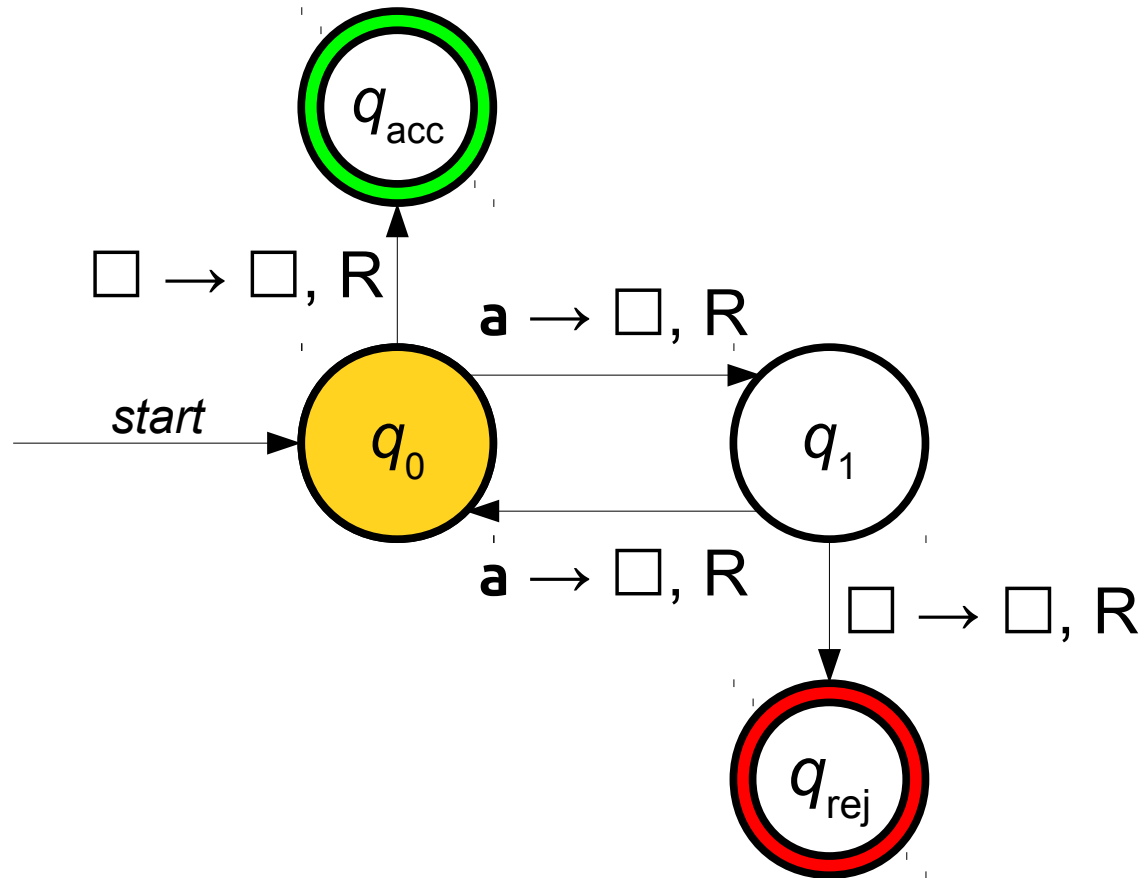 q_acc
□ → □, R
a → □, R
start
q_0
q_1
a → □, R
□ → □, R
q_rej